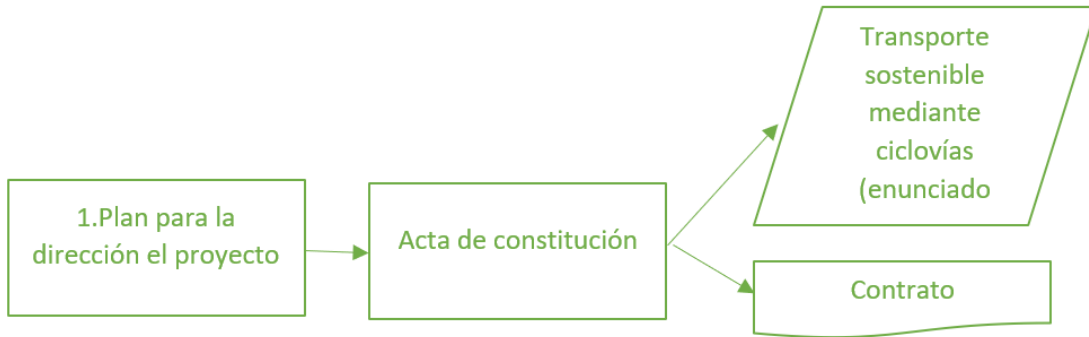 1.Plan para la
dirección el proyecto
Acta de constitución
Transporte
sostenible
mediante
ciclovías
(enunciado
Contrato